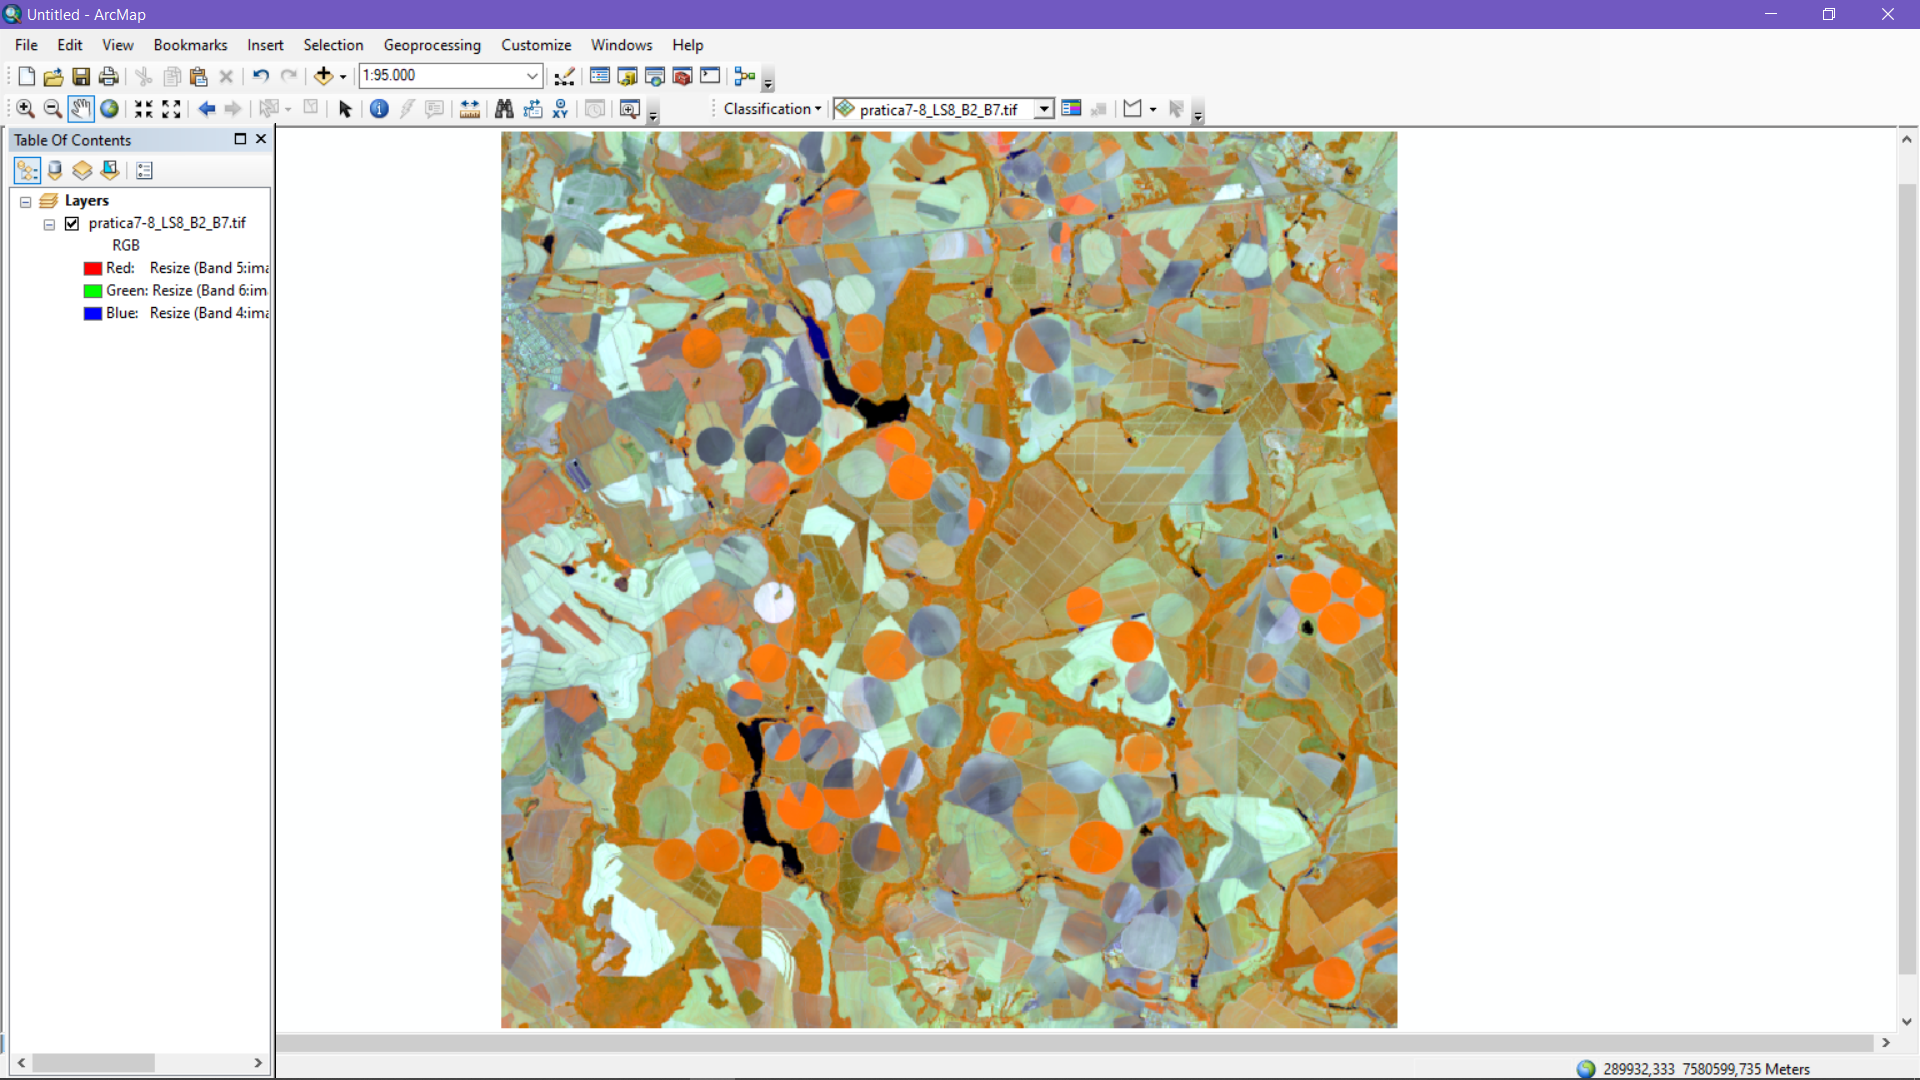 Untitled - ArcMap
File Edit View Bookmarks Insert Selection Geoprocessing Customize Windows Help
1:95.000
Classification pratica7-8_LS8_B2_B7.tif
Table Of Contents
Layers
pratica7-8_LS8_B2_B7.tif
RGB
Red: Resize (Band 5:ima
Green: Resize (Band 6:im
Blue: Resize (Band 4:ima
289932,333 7580599,735 Meters